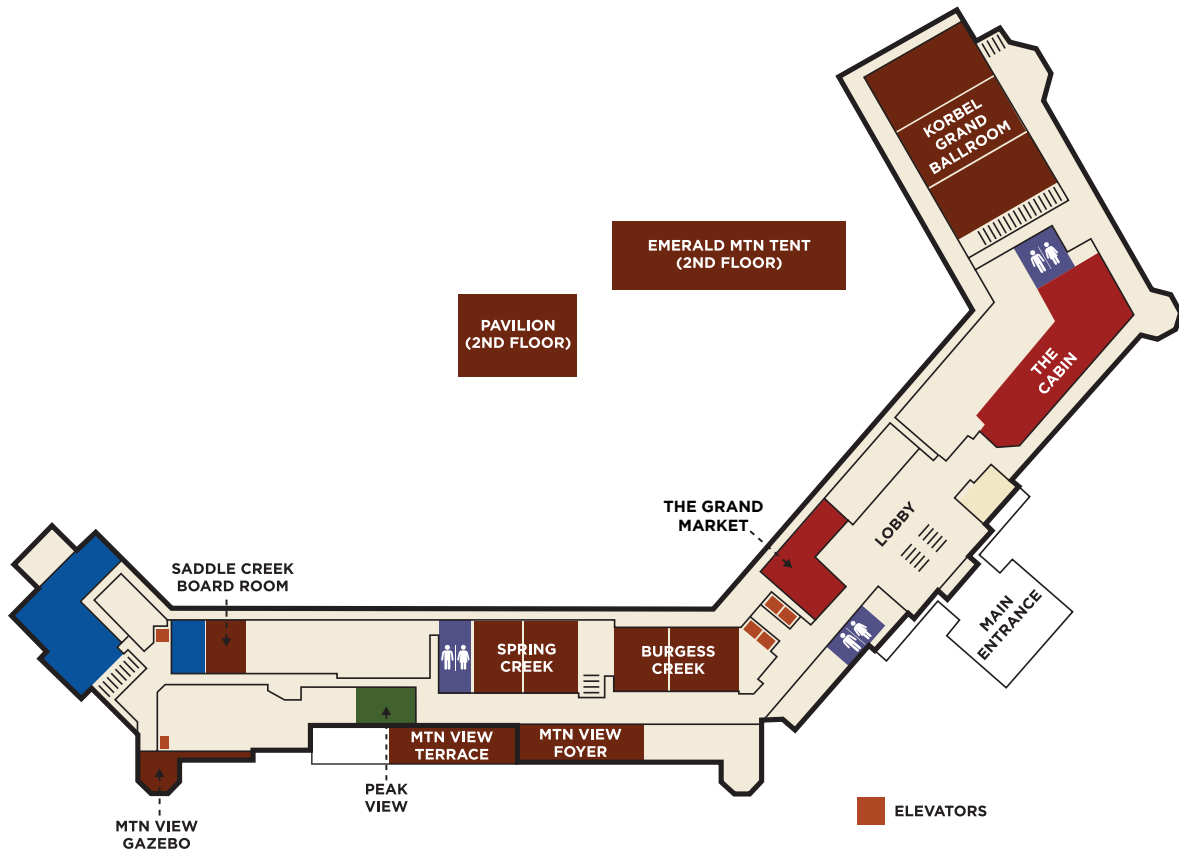 KORBEL
GRAND
BALLROOM
EMERALD MTN TENT
(2ND FLOOR)
PAVILION
(2ND FLOOR)
THE
CABIN
THE GRAND
MARKET
LOBBY
SADDLE CREEK
BOARD ROOM
MAIN
ENTRANCE
SPRING
CREEK
BURGESS
CREEK
MTN VIEW
TERRACE
MTN VIEW
FOYER
PEAK
VIEW
MTN VIEW
GAZEBO
ELEVATORS